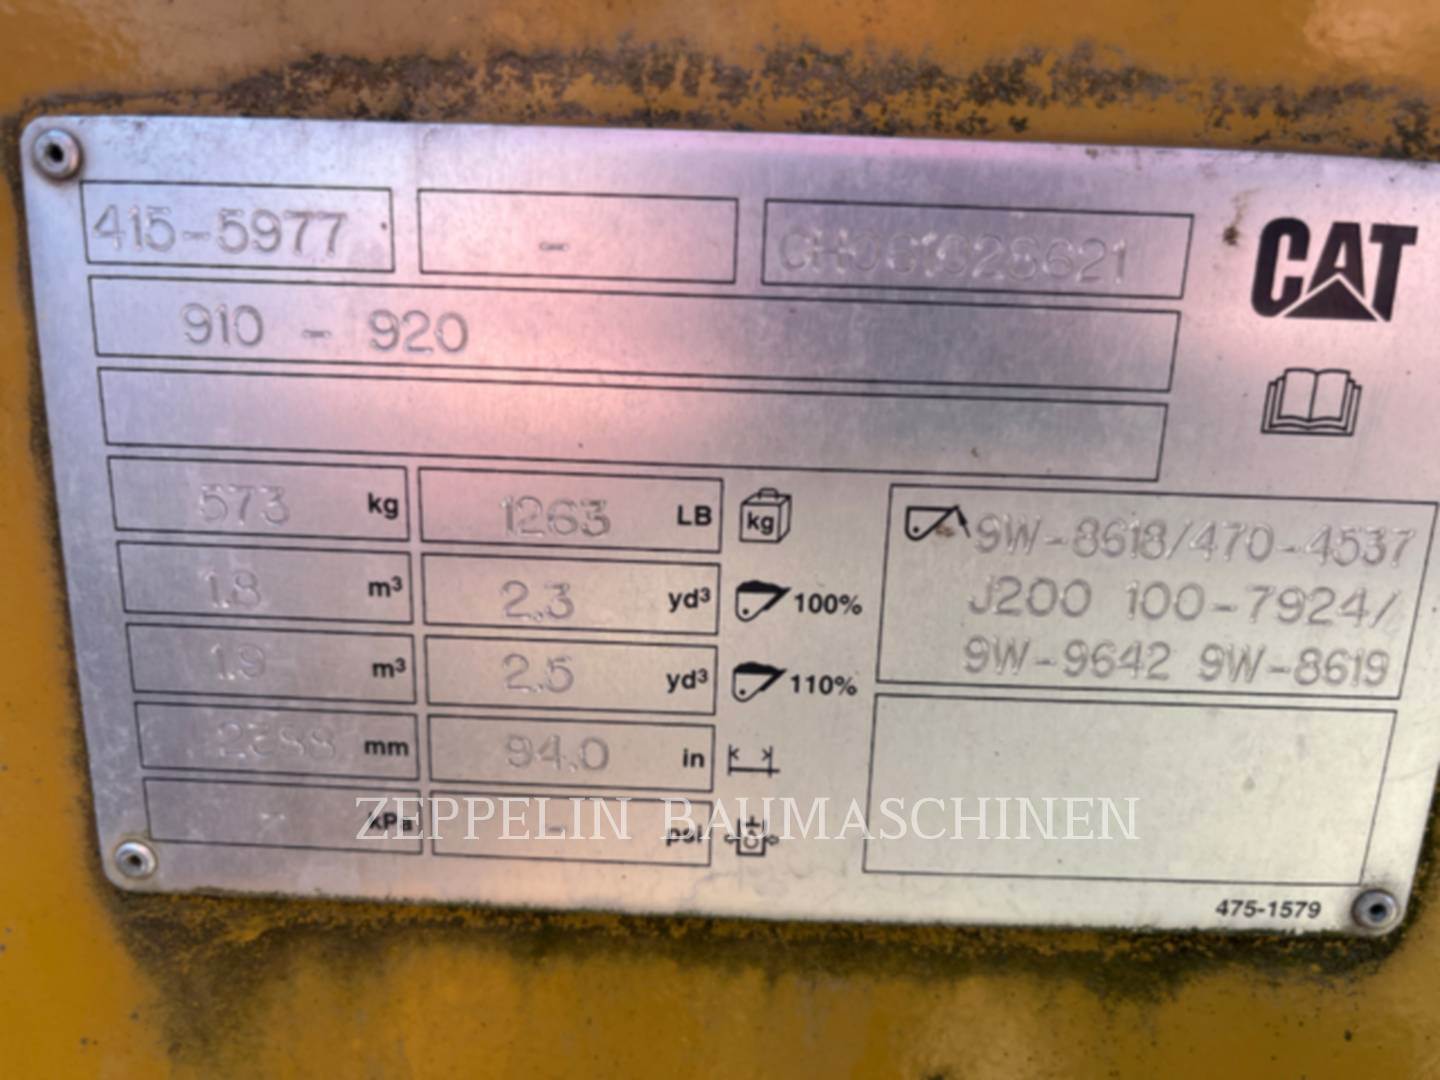 415-5977 - CAT
910 - 920
573 kg 1263 LB kg
1.8 m³ 2.3 yd³ 100%
1.9 m³ 2.5 yd³ 110%
mm 94.0 in
- kPa - psi
9W-8618/470-4537
J200 100-7924/
9W-9642 9W-8619
475-1579
ZEPPELIN BAUMASCHINEN